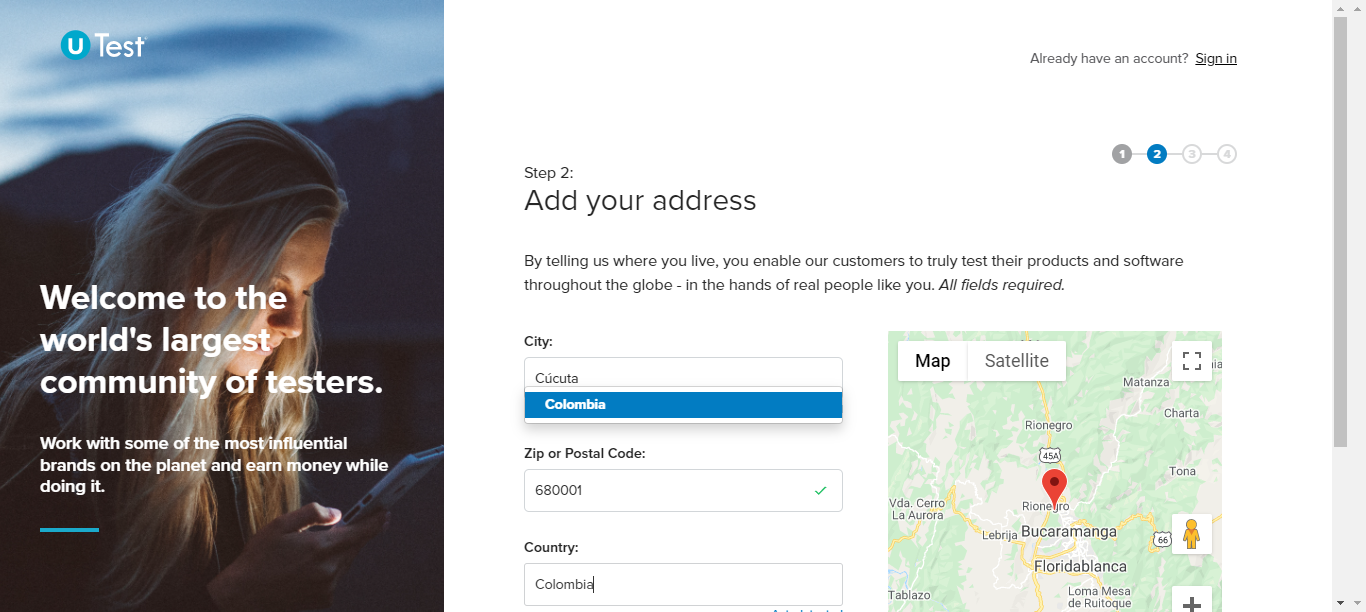 U Test
Already have an account? Sign in
1 2 3 4
Step 2:
Add your address
By telling us where you live, you enable our customers to truly test their products and software
throughout the globe - in the hands of real people like you. All fields required.
Welcome to the
world's largest
community of testers.
Work with some of the most influential
brands on the planet and earn money while
doing it.
City:
Cúcuta
Colombia
Zip or Postal Code:
680001
Country:
Colombia
Map Satellite
Matanza
Charta
Rionegro
45A
Tona
Vda. Cerro
La Aurora
Rionegro
Lebrija
Bucaramanga
66
Floridablanca
Loma Mesa
de Ruitoque
Tablazo